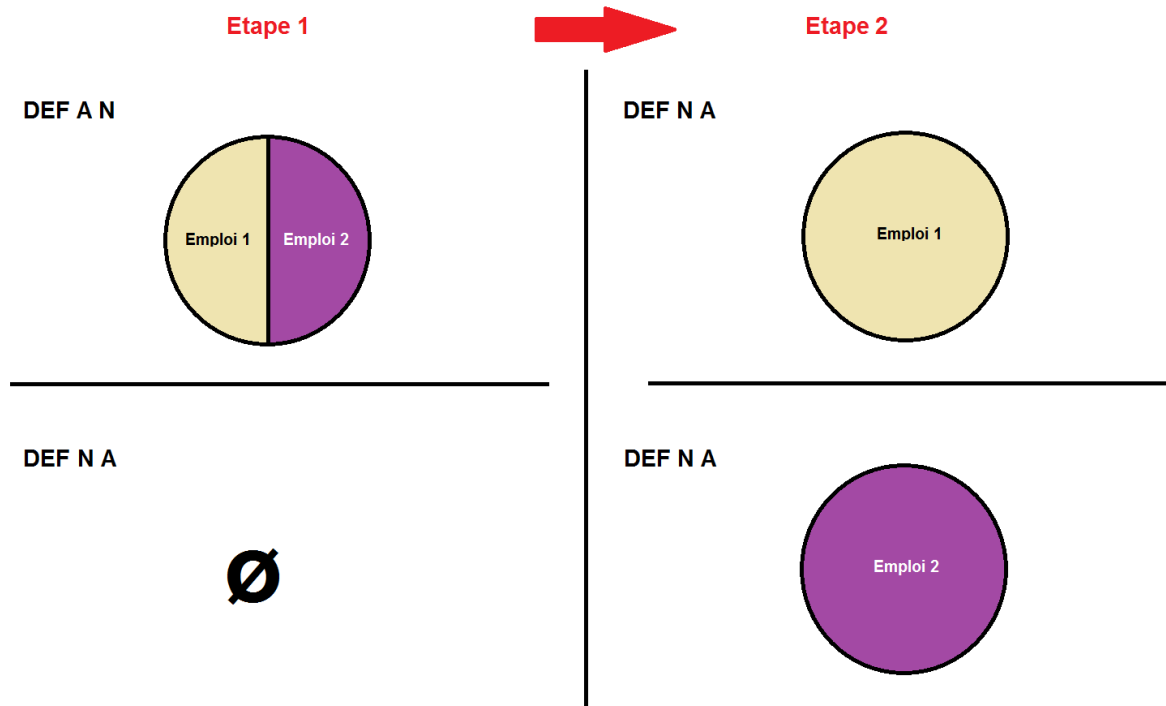 Etape 1
Etape 2
DEF A N
Emploi 1
Emploi 2
DEF N A
Emploi 1
DEF N A
Ø
DEF N A
Emploi 2